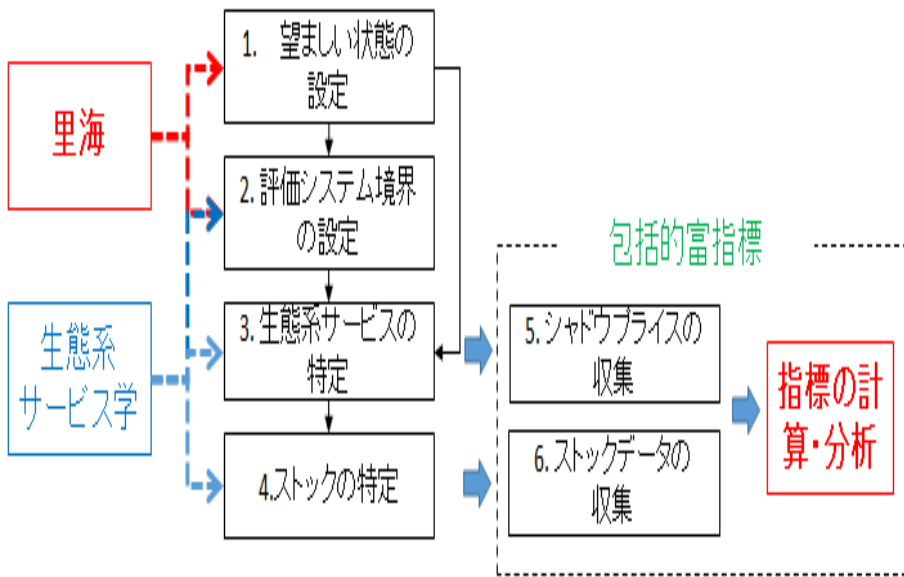 里海
生態系
サービス学
1. 望ましい状態の
設定
2. 評価システム境界
の設定
3. 生態系サービスの
特定
4.ストックの特定
包括的富指標
5. シャドウプライスの
収集
6. ストックデータの
収集
指標の計
算・分析